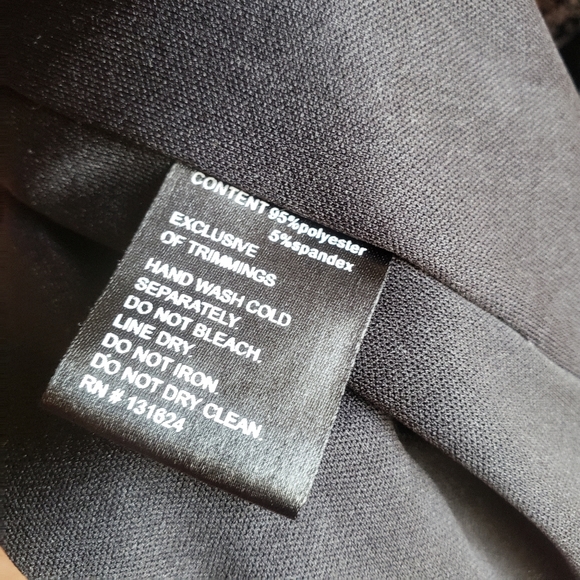 CONTENT 95%polyester
5%spandex
EXCLUSIVE
OF TRIMMINGS
HAND WASH COLD
SEPARATELY.
DO NOT BLEACH.
LINE DRY.
DO NOT IRON.
DO NOT DRY CLEAN.
RN # 131624